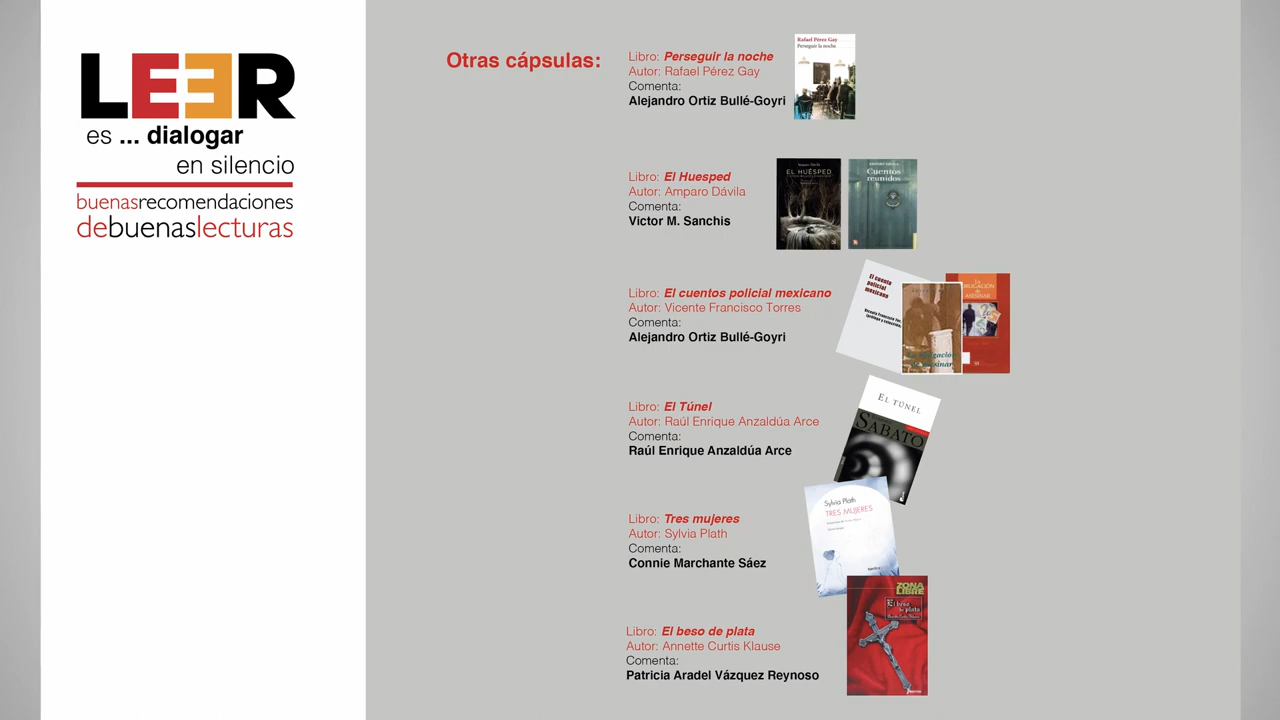 LEER
es ... dialogar
en silencio
buenasrecomendaciones
debuenaslecturas
Otras cápsulas:
Libro: Perseguir la noche
Autor: Rafael Pérez Gay
Comenta:
Alejandro Ortiz Bullé-Goyri
Rafael Pérez Gay
Perseguir la noche
Libro: El Huesped
Autor: Amparo Dávila
Comenta:
Victor M. Sanchis
EL HUÉSPED
Cuentos
reunidos
Libro: El cuentos policial mexicano
Autor: Vicente Francisco Torres
Comenta:
Alejandro Ortiz Bullé-Goyri
El cuento
policial
mexicano
Libro: El Túnel
Autor: Raúl Enrique Anzaldúa Arce
Comenta:
Raúl Enrique Anzaldúa Arce
EL TÚNEL
SABATO
Libro: Tres mujeres
Autor: Sylvia Plath
Comenta:
Connie Marchante Sáez
Sylvia Plath
TRES MUJERES
Libro: El beso de plata
Autor: Annette Curtis Klause
Comenta:
Patricia Aradel Vázquez Reynoso
ZONA
LIBRE
El beso
de plata